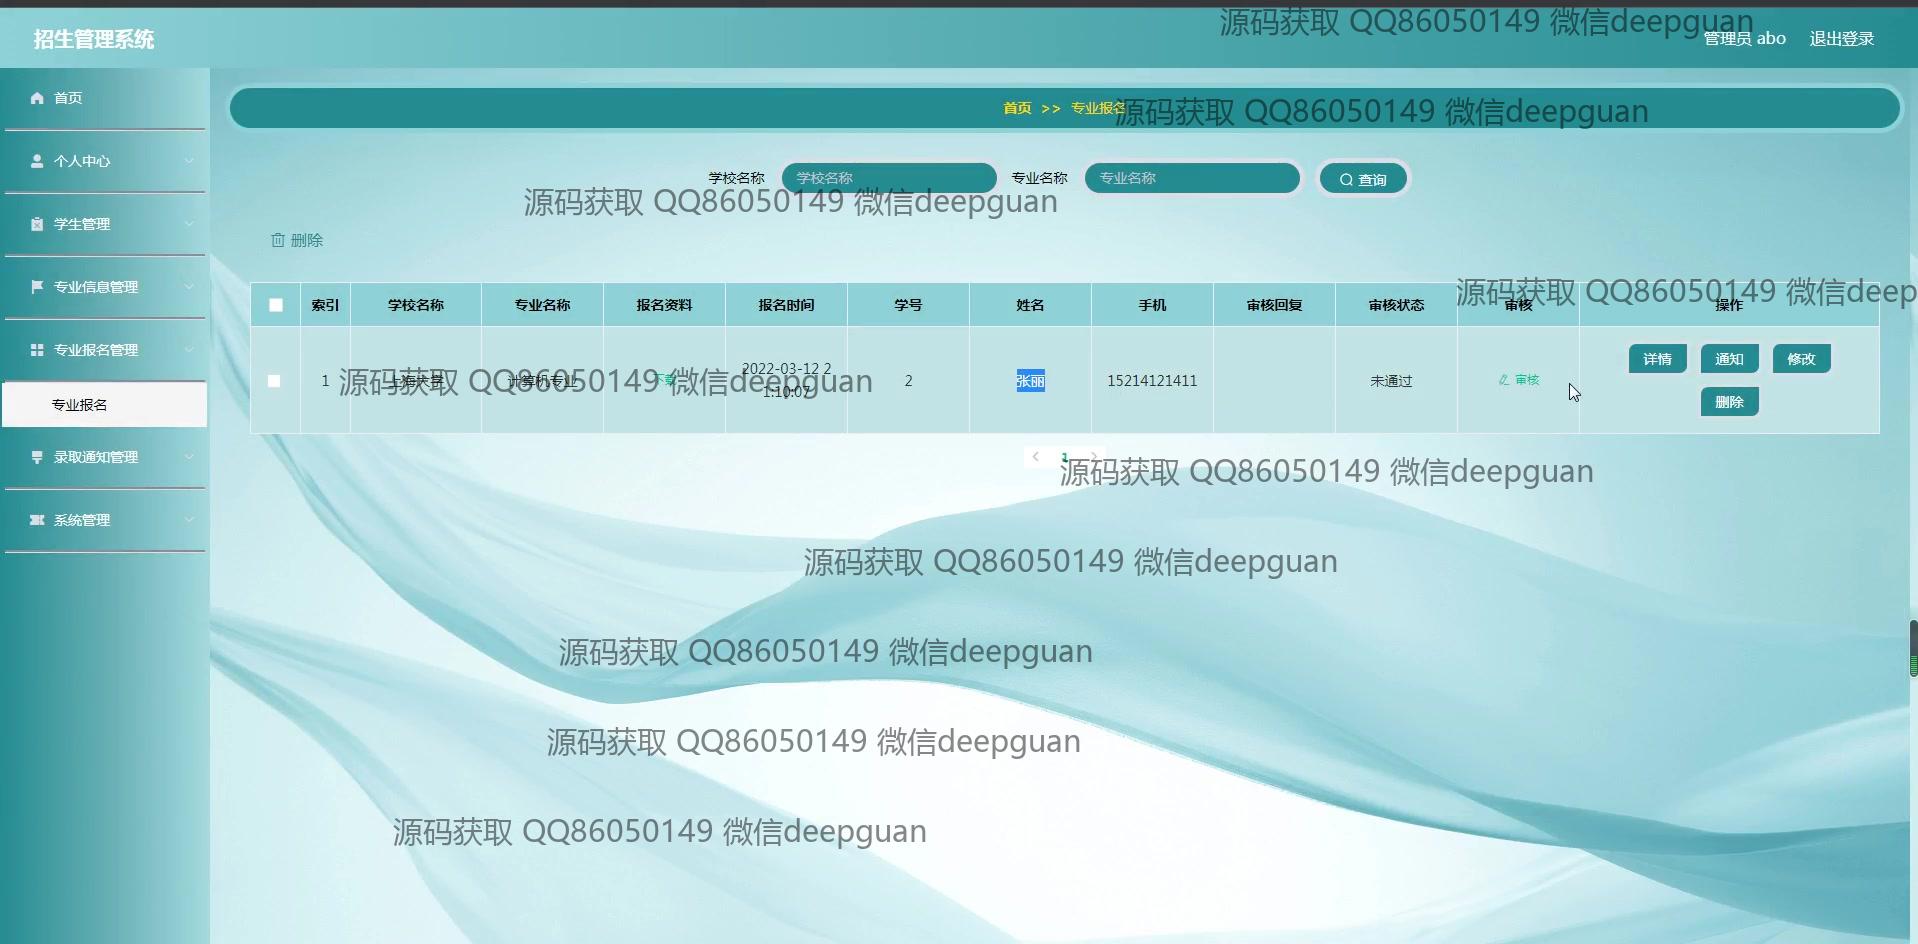 源码获取 QQ86050149 微信deepguan
招生管理系统
管理员 abo 退出登录
首页
个人中心
学生管理
专业信息管理
专业报名管理
专业报名
录取通知管理
系统管理
首页 >> 专业报名
源码获取 QQ86050149 微信deepguan
学校名称 学校名称 专业名称 专业名称 查询
源码获取 QQ86050149 微信deepguan
删除
源码获取 QQ86050149 微信deep
索引 学校名称 专业名称 报名资料 报名时间 学号 姓名 手机 审核回复 审核状态 审核 操作
1 上海大学 计算机专业 下载 2022-03-12 2 2 张丽 15214121411 未通过 审核 详情 通知 修改
1:10:07
删除
源码获取 QQ86050149 微信deepguan
1
源码获取 QQ86050149 微信deepguan
源码获取 QQ86050149 微信deepguan
源码获取 QQ86050149 微信deepguan
源码获取 QQ86050149 微信deepguan
源码获取 QQ86050149 微信deepguan